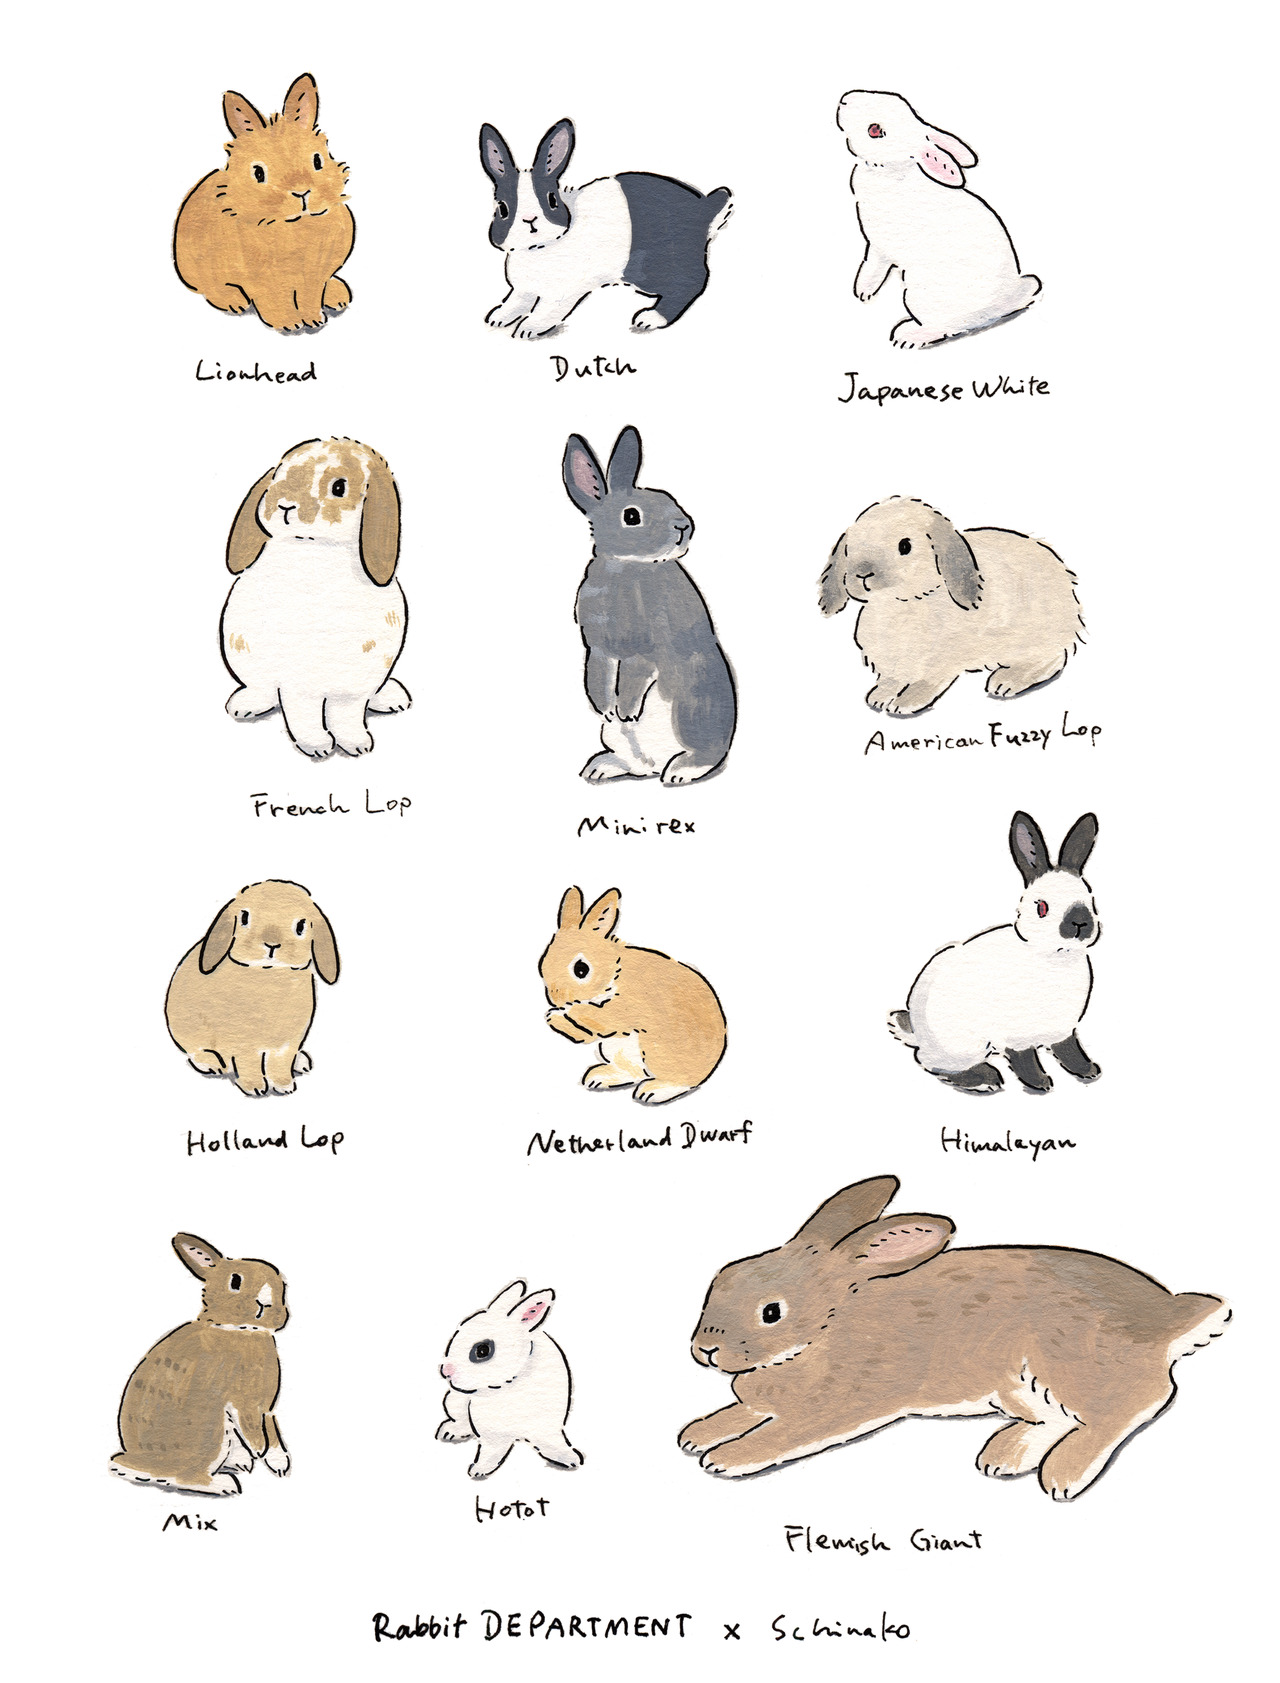 Lionhead
Dutch
Japanese White
French Lop
Mini rex
American Fuzzy Lop
Holland Lop
Netherland Dwarf
Himalayan
Mix
Hotot
Flemish Giant
Rabbit DEPARTMENT x Schinako